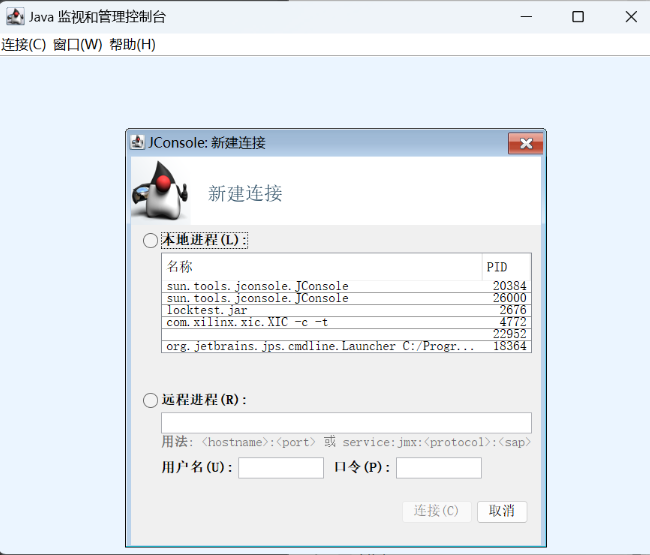 Java 监视和管理控制台
连接(C) 窗口(W) 帮助(H)
JConsole: 新建连接
新建连接
本地进程(L):
名称 PID
sun.tools.jconsole.JConsole 20384
sun.tools.jconsole.JConsole 26000
locktest.jar 2676
com.xilinx.xic.XIC -c -t 4772
22952
org.jetbrains.jps.cmdline.Launcher C:/Progr... 18364
远程进程(R):
用法: <hostname>:<port> 或 service:jmx:<protocol>:<sap>
用户名(U): 口令(P):
连接(C) 取消